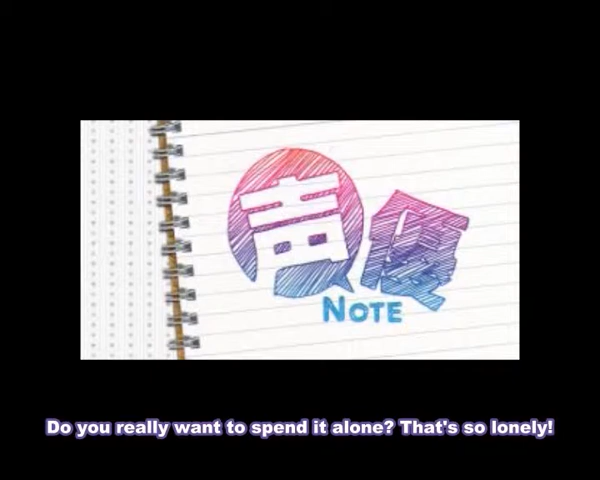 声優
NOTE
Do you really want to spend it alone? That's so lonely!